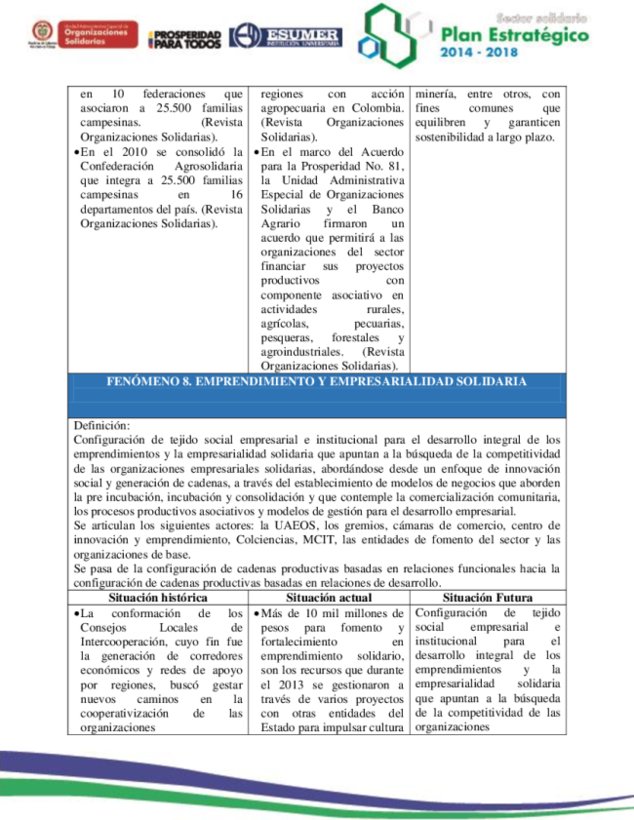 Unidad Administrativa Especial de
Organizaciones
Solidarias
PROSPERIDAD
PARA TODOS
ESUMER
INSTITUCIÓN UNIVERSITARIA
Sector solidario
Plan Estratégico
2014 - 2018
en 10 federaciones que
asociaron a 25.500 familias
campesinas. (Revista
Organizaciones Solidarias).
•En el 2010 se consolidó la
Confederación Agrosolidaria
que integra a 25.500 familias
campesinas en 16
departamentos del país. (Revista
Organizaciones Solidarias).
regiones con acción
agropecuaria en Colombia.
(Revista Organizaciones
Solidarias).
•En el marco del Acuerdo
para la Prosperidad No. 81,
la Unidad Administrativa
Especial de Organizaciones
Solidarias y el Banco
Agrario firmaron un
acuerdo que permitirá a las
organizaciones del sector
financiar sus proyectos
productivos con
componente asociativo en
actividades rurales,
agrícolas, pecuarias,
pesqueras, forestales y
agroindustriales. (Revista
Organizaciones Solidarias).
minería, entre otros, con
fines comunes que
equilibren y garanticen
sostenibilidad a largo plazo.
FENÓMENO 8. EMPRENDIMIENTO Y EMPRESARIALIDAD SOLIDARIA
Definición:
Configuración de tejido social empresarial e institucional para el desarrollo integral de los
emprendimientos y la empresarialidad solidaria que apuntan a la búsqueda de la competitividad
de las organizaciones empresariales solidarias, abordándose desde un enfoque de innovación
social y generación de cadenas, a través del establecimiento de modelos de negocios que aborden
la pre incubación, incubación y consolidación y que contemple la comercialización comunitaria,
los procesos productivos asociativos y modelos de gestión para el desarrollo empresarial.
Se articulan los siguientes actores: la UAEOS, los gremios, cámaras de comercio, centro de
innovación y emprendimiento, Colciencias, MCIT, las entidades de fomento del sector y las
organizaciones de base.
Se pasa de la configuración de cadenas productivas basadas en relaciones funcionales hacia la
configuración de cadenas productivas basadas en relaciones de desarrollo.
Situación histórica
Situación actual
Situación Futura
•La conformación de los
Consejos Locales de
Intercooperación, cuyo fin fue
la generación de corredores
económicos y redes de apoyo
por regiones, buscó gestar
nuevos caminos en la
cooperativización de las
organizaciones
•Más de 10 mil millones de
pesos para fomento y
fortalecimiento en
emprendimiento solidario,
son los recursos que durante
el 2013 se gestionaron a
través de varios proyectos
con otras entidades del
Estado para impulsar cultura
Configuración de tejido
social empresarial e
institucional para el
desarrollo integral de los
emprendimientos y la
empresarialidad solidaria
que apuntan a la búsqueda
de la competitividad de las
organizaciones